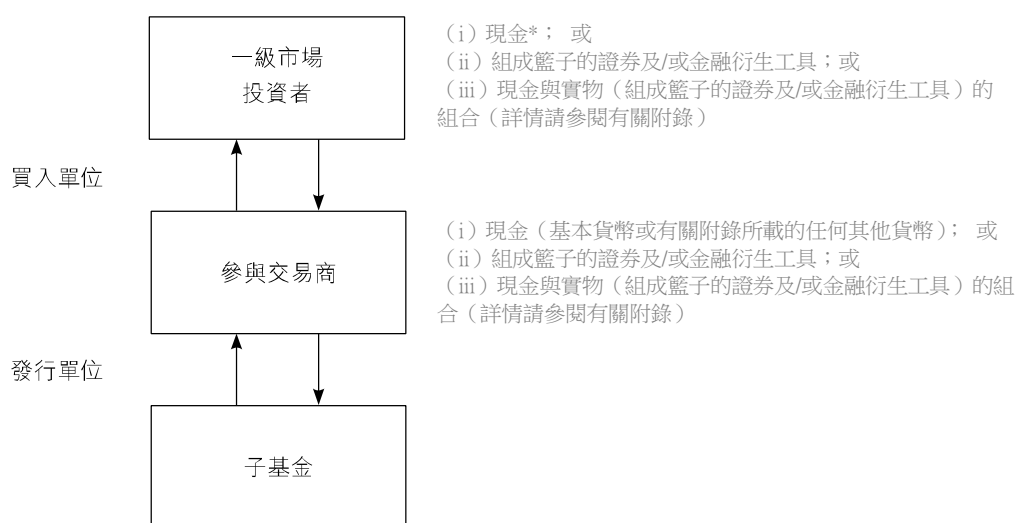 一級市場
投資者
（i）現金*； 或
（ii）組成籃子的證券及/或金融衍生工具；或
（iii）現金與實物（組成籃子的證券及/或金融衍生工具）的
組合（詳情請參閱有關附錄）
買入單位
參與交易商
（i）現金（基本貨幣或有關附錄所載的任何其他貨幣）； 或
（ii）組成籃子的證券及/或金融衍生工具；或
（iii）現金與實物（組成籃子的證券及/或金融衍生工具）的組
合（詳情請參閱有關附錄）
發行單位
子基金